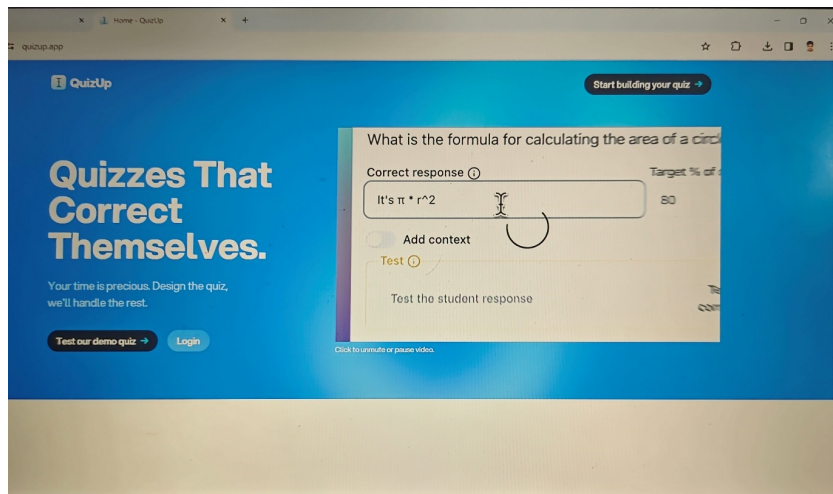 Home - QuizUp
quizup.app
QuizUp
Start building your quiz →
Quizzes That
Correct
Themselves.
Your time is precious. Design the quiz,
we'll handle the rest.
Test our demo quiz →
Login
What is the formula for calculating the area of a
Correct response
Target % of
It's π * r^2
80
Add context
Test
Test the student response
Click to unmute or pause video.